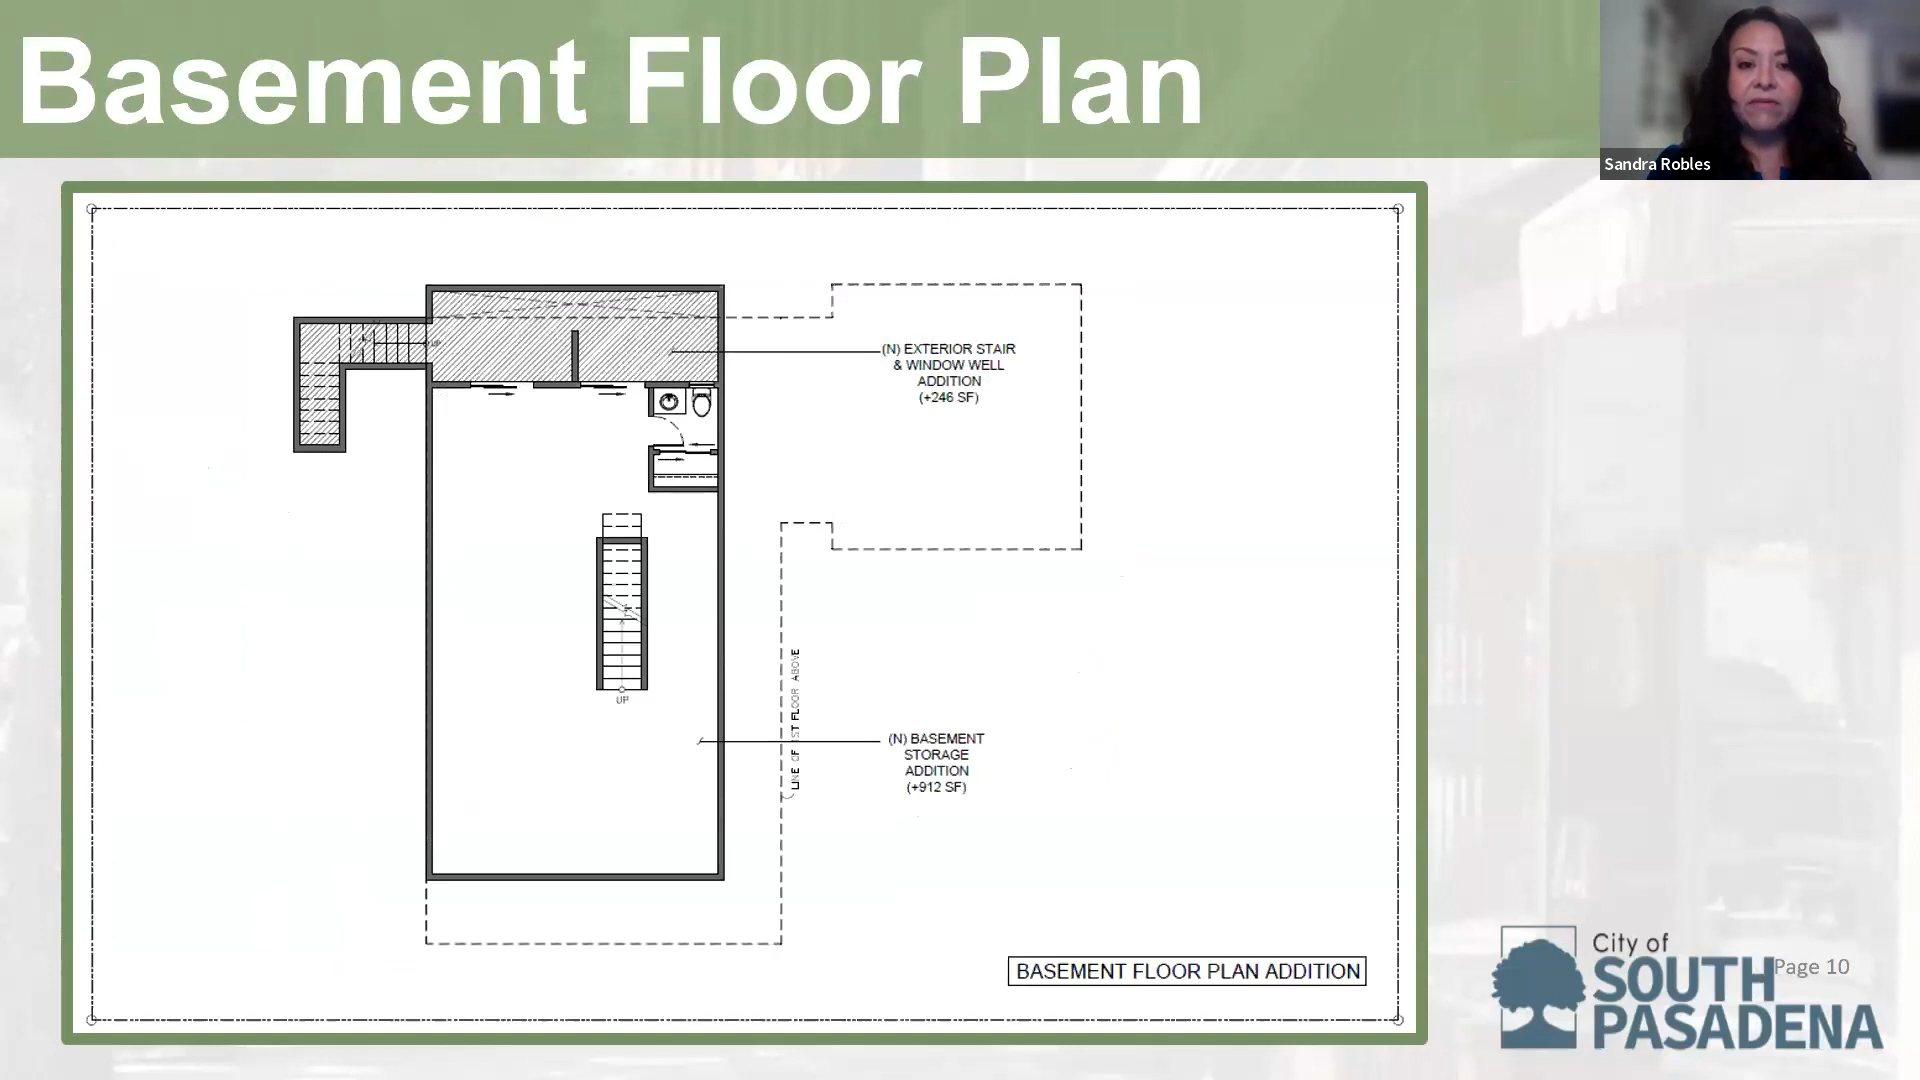 Basement Floor Plan
Sandra Robles
UP
(N) EXTERIOR STAIR
& WINDOW WELL
ADDITION
(+246 SF)
UP
LINE OF 1ST FLOOR ABOVE
(N) BASEMENT
STORAGE
ADDITION
(+912 SF)
BASEMENT FLOOR PLAN ADDITION
City of
SOUTH
PASADENA
Page 10